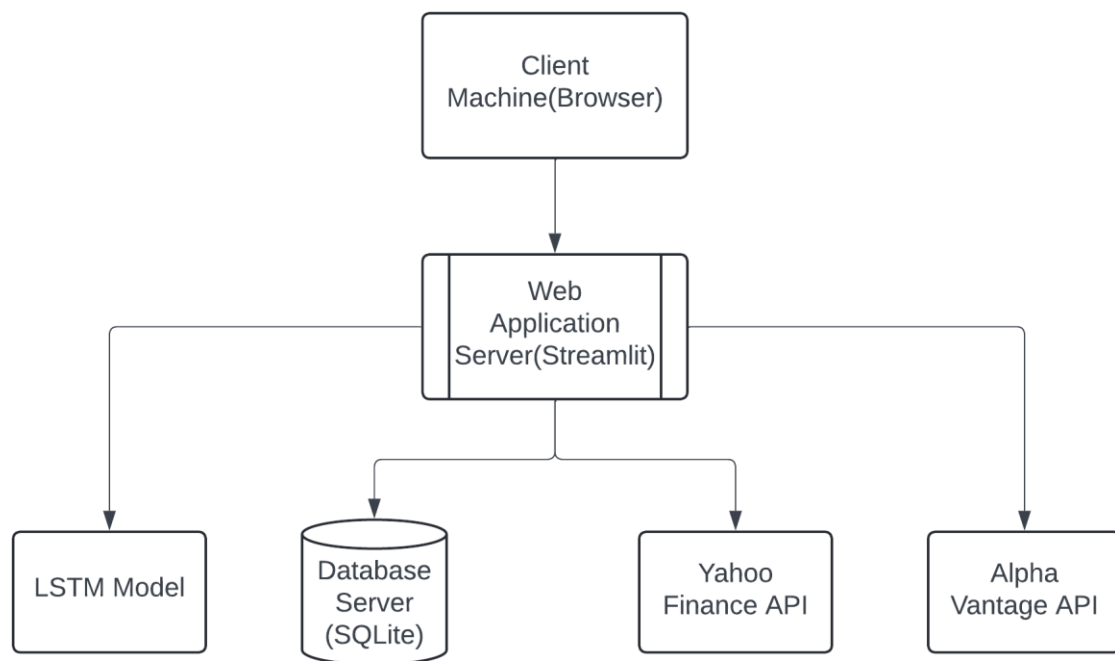 Client
Machine(Browser)
Web
Application
Server(Streamlit)
LSTM Model
Database
Server
(SQLite)
Yahoo
Finance API
Alpha
Vantage API